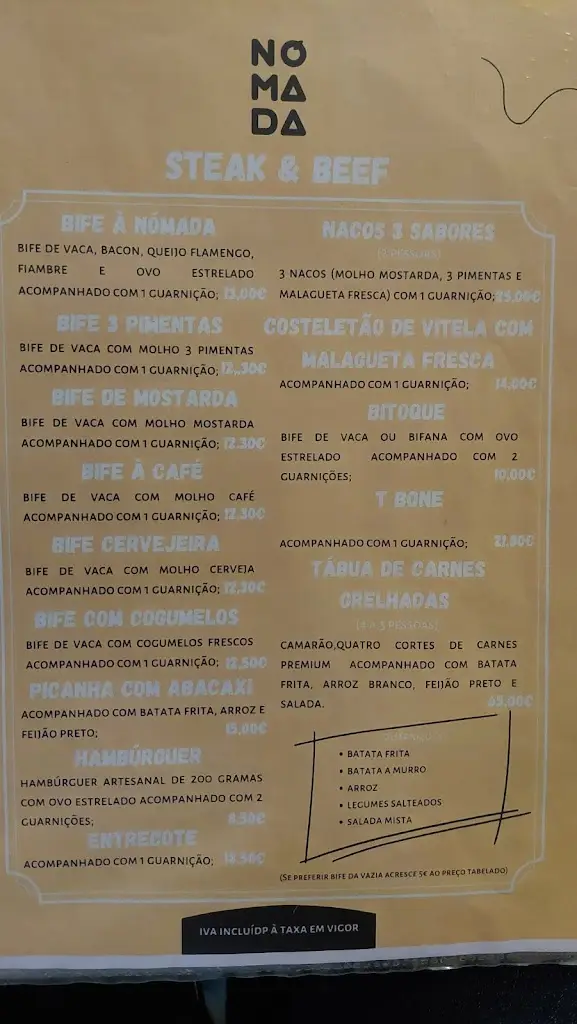 NÓ
MA
DA
STEAK & BEEF
BIFE À NÓMADA
BIFE DE VACA, BACON, QUEIJO FLAMENGO,
FIAMBRE E OVO ESTRELADO
ACOMPANHADO COM 1 GUARNIÇÃO; 13,00€
BIFE 3 PIMENTAS
BIFE DE VACA COM MOLHO 3 PIMENTAS
ACOMPANHADO COM 1 GUARNIÇÃO; 12,,30€
BIFE DE MOSTARDA
BIFE DE VACA COM MOLHO MOSTARDA
ACOMPANHADO COM 1 GUARNIÇÃO; 12.30€
BIFE À CAFÉ
BIFE DE VACA COM MOLHO CAFÉ
ACOMPANHADO COM 1 GUARNIÇÃO; 12,30€
BIFE CERVEJEIRA
BIFE DE VACA COM MOLHO CERVEJA
ACOMPANHADO COM 1 GUARNIÇÃO; 12,30€
BIFE COM COGUMELOS
BIFE DE VACA COM COGUMELOS FRESCOS
ACOMPANHADO COM 1 GUARNIÇÃO; 12,50€
PICANHA COM ABACAXI
ACOMPANHADO COM BATATA FRITA, ARROZ E
FEIJÃO PRETO; 15,00€
HAMBÚRGUER
HAMBÚRGUER ARTESANAL DE 200 GRAMAS
COM OVO ESTRELADO ACOMPANHADO COM 2
GUARNIÇÕES; 8.50€
ENTRECOTE
ACOMPANHADO COM 1 GUARNIÇÃO;
NACOS 3 SABORES
3 NACOS (MOLHO MOSTARDA, 3 PIMENTAS E
MALAGUETA FRESCA) COM 1 GUARNIÇÃO; 25,00€
COSTELETÃO DE VITELA COM
MALAGUETA FRESCA
ACOMPANHADO COM 1 GUARNIÇÃO; 14,00€
BITOQUE
BIFE DE VACA OU BIFANA COM OVO
ESTRELADO ACOMPANHADO COM 2
GUARNIÇÕES; 10,00€
T BONE
ACOMPANHADO COM 1 GUARNIÇÃO;
TÁBUA DE CARNES
GRELHADAS
CAMARÃO,QUATRO CORTES DE CARNES
PREMIUM ACOMPANHADO COM BATATA
FRITA, ARROZ BRANCO, FEIJÃO PRETO E
SALADA.
• BATATA FRITA
• BATATA A MURRO
• ARROZ
• LEGUMES SALTEADOS
• SALADA MISTA
(SE PREFERIR BIFE DA VAZIA ACRESCE 5€ AO PREÇO TABELADO)
IVA INCLUÍDP À TAXA EM VIGOR